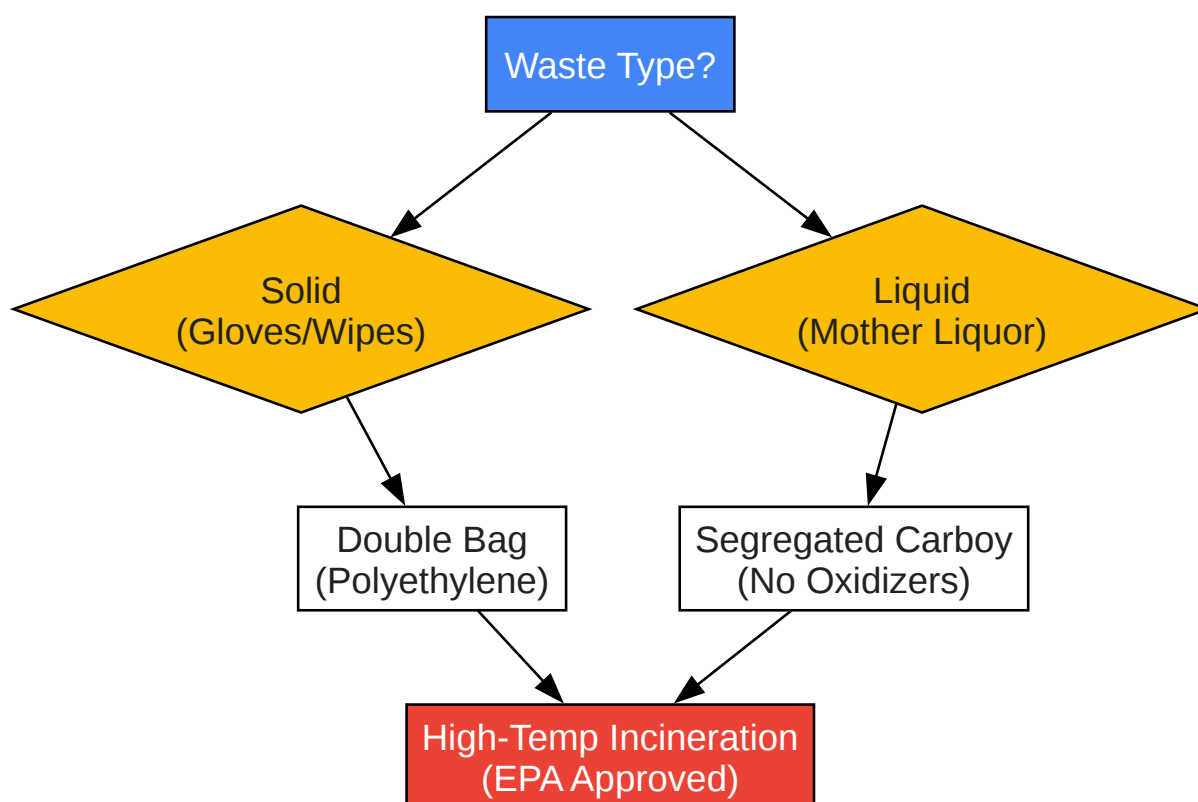 Waste Type?
Solid
(Gloves/Wipes)
Liquid
(Mother Liquor)
Double Bag
(Polyethylene)
Segregated Carboy
(No Oxidizers)
High-Temp Incineration
(EPA Approved)